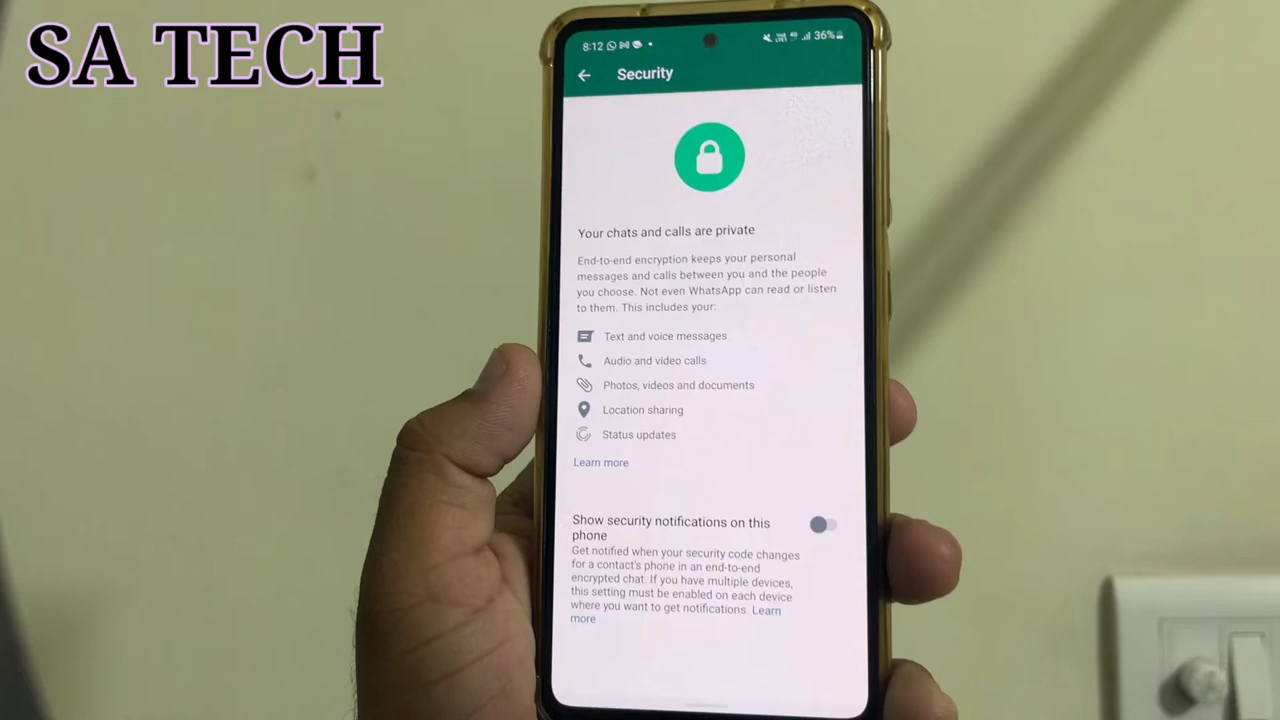 SA TECH
8:12
36%
Security
Your chats and calls are private
End-to-end encryption keeps your personal
messages and calls between you and the people
you choose. Not even WhatsApp can read or listen
to them. This includes your:
Text and voice messages
Audio and video calls
Photos, videos and documents
Location sharing
Status updates
Learn more
Show security notifications on this
phone
Get notified when your security code changes
for a contact's phone in an end-to-end
encrypted chat. If you have multiple devices,
this setting must be enabled on each device
where you want to get notifications. Learn
more